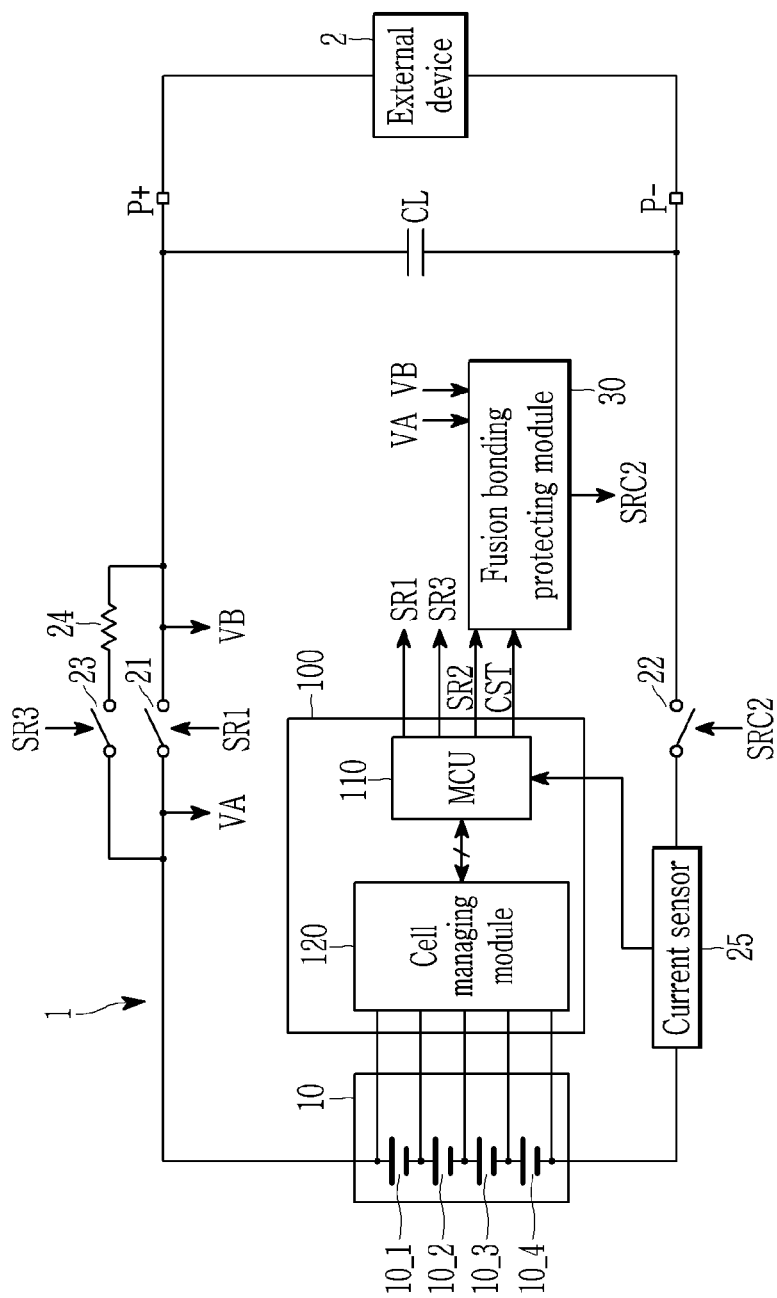 1
SR3
23
24
21
VA
SR1
VB
P+
2
External
device
CL
P-
10
10_1
10_2
10_3
10_4
100
120
Cell
managing
module
110
MCU
SR1
SR3
SR2
CST
VA
VB
Fusion bonding
protecting module
30
SRC2
Current sensor
25
22
SRC2